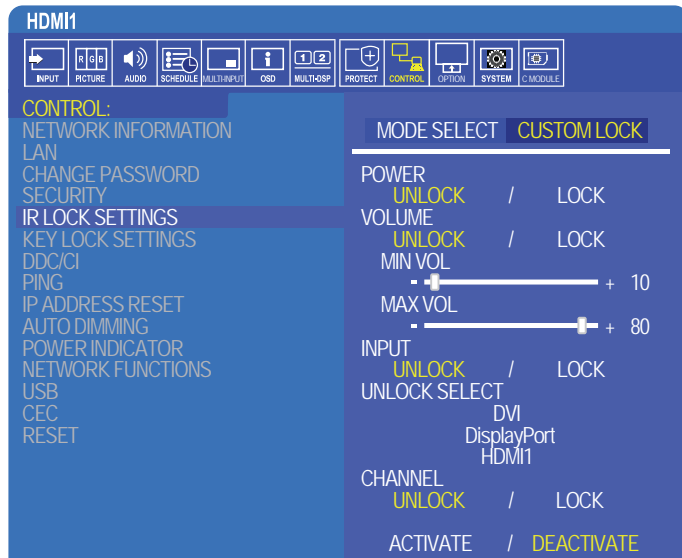 HDMI1
INPUT
RGB
PICTURE
AUDIO
SCHEDULE
MULTI-INPUT
i
OSD
1 2
MULTI-DSP
PROTECT
CONTROL
OPTION
SYSTEM
C MODULE
CONTROL:
NETWORK INFORMATION
LAN
CHANGE PASSWORD
SECURITY
IR LOCK SETTINGS
KEY LOCK SETTINGS
DDC/CI
PING
IP ADDRESS RESET
AUTO DIMMING
POWER INDICATOR
NETWORK FUNCTIONS
USB
CEC
RESET
MODE SELECT CUSTOM LOCK
POWER
UNLOCK / LOCK
VOLUME
UNLOCK / LOCK
MIN VOL
- + 10
MAX VOL
- + 80
INPUT
UNLOCK / LOCK
UNLOCK SELECT
DVI
DisplayPort
HDMI1
CHANNEL
UNLOCK / LOCK
ACTIVATE / DEACTIVATE